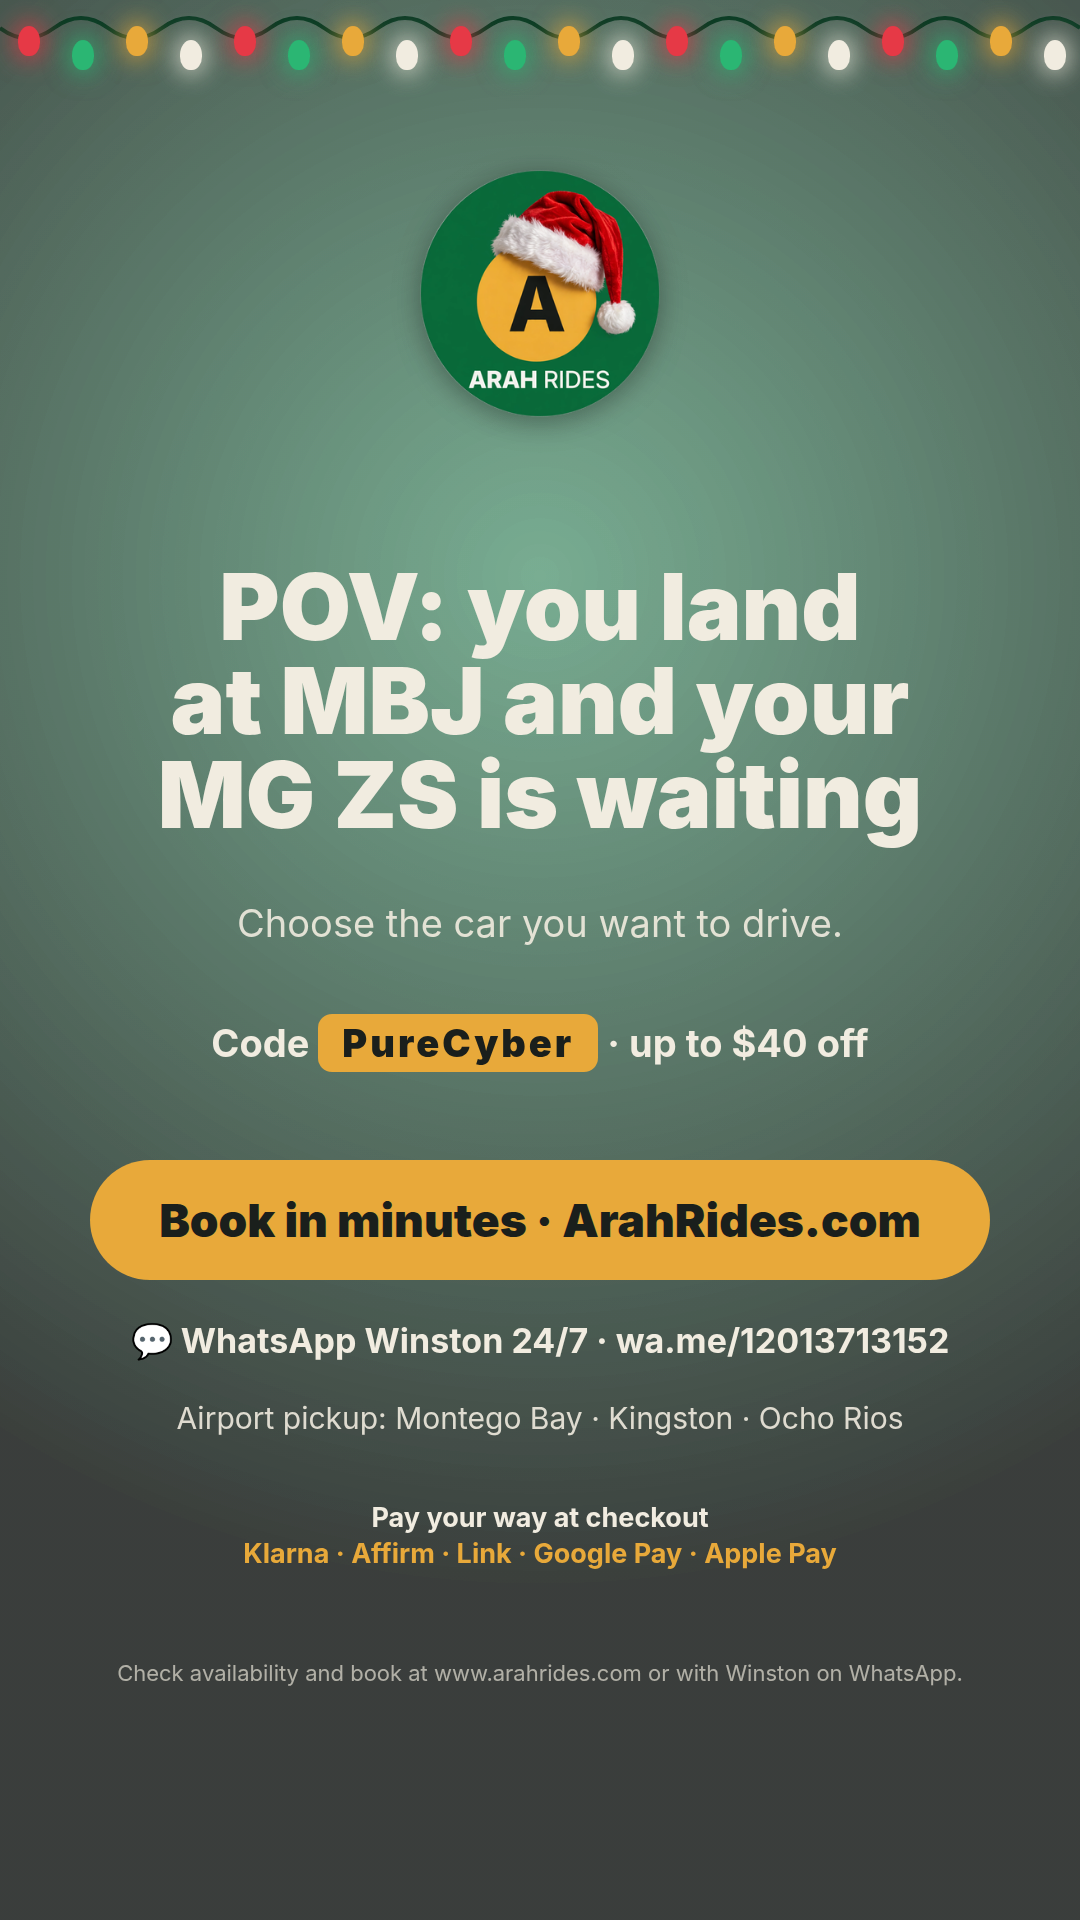 A
ARAH RIDES
POV: you land
at MBJ and your
MG ZS is waiting
Choose the car you want to drive.
Code PureCyber · up to $40 off
Book in minutes · ArahRides.com
💬 WhatsApp Winston 24/7 · wa.me/12013713152
Airport pickup: Montego Bay · Kingston · Ocho Rios
Pay your way at checkout
Klarna · Affirm · Link · Google Pay · Apple Pay
Check availability and book at www.arahrides.com or with Winston on WhatsApp.